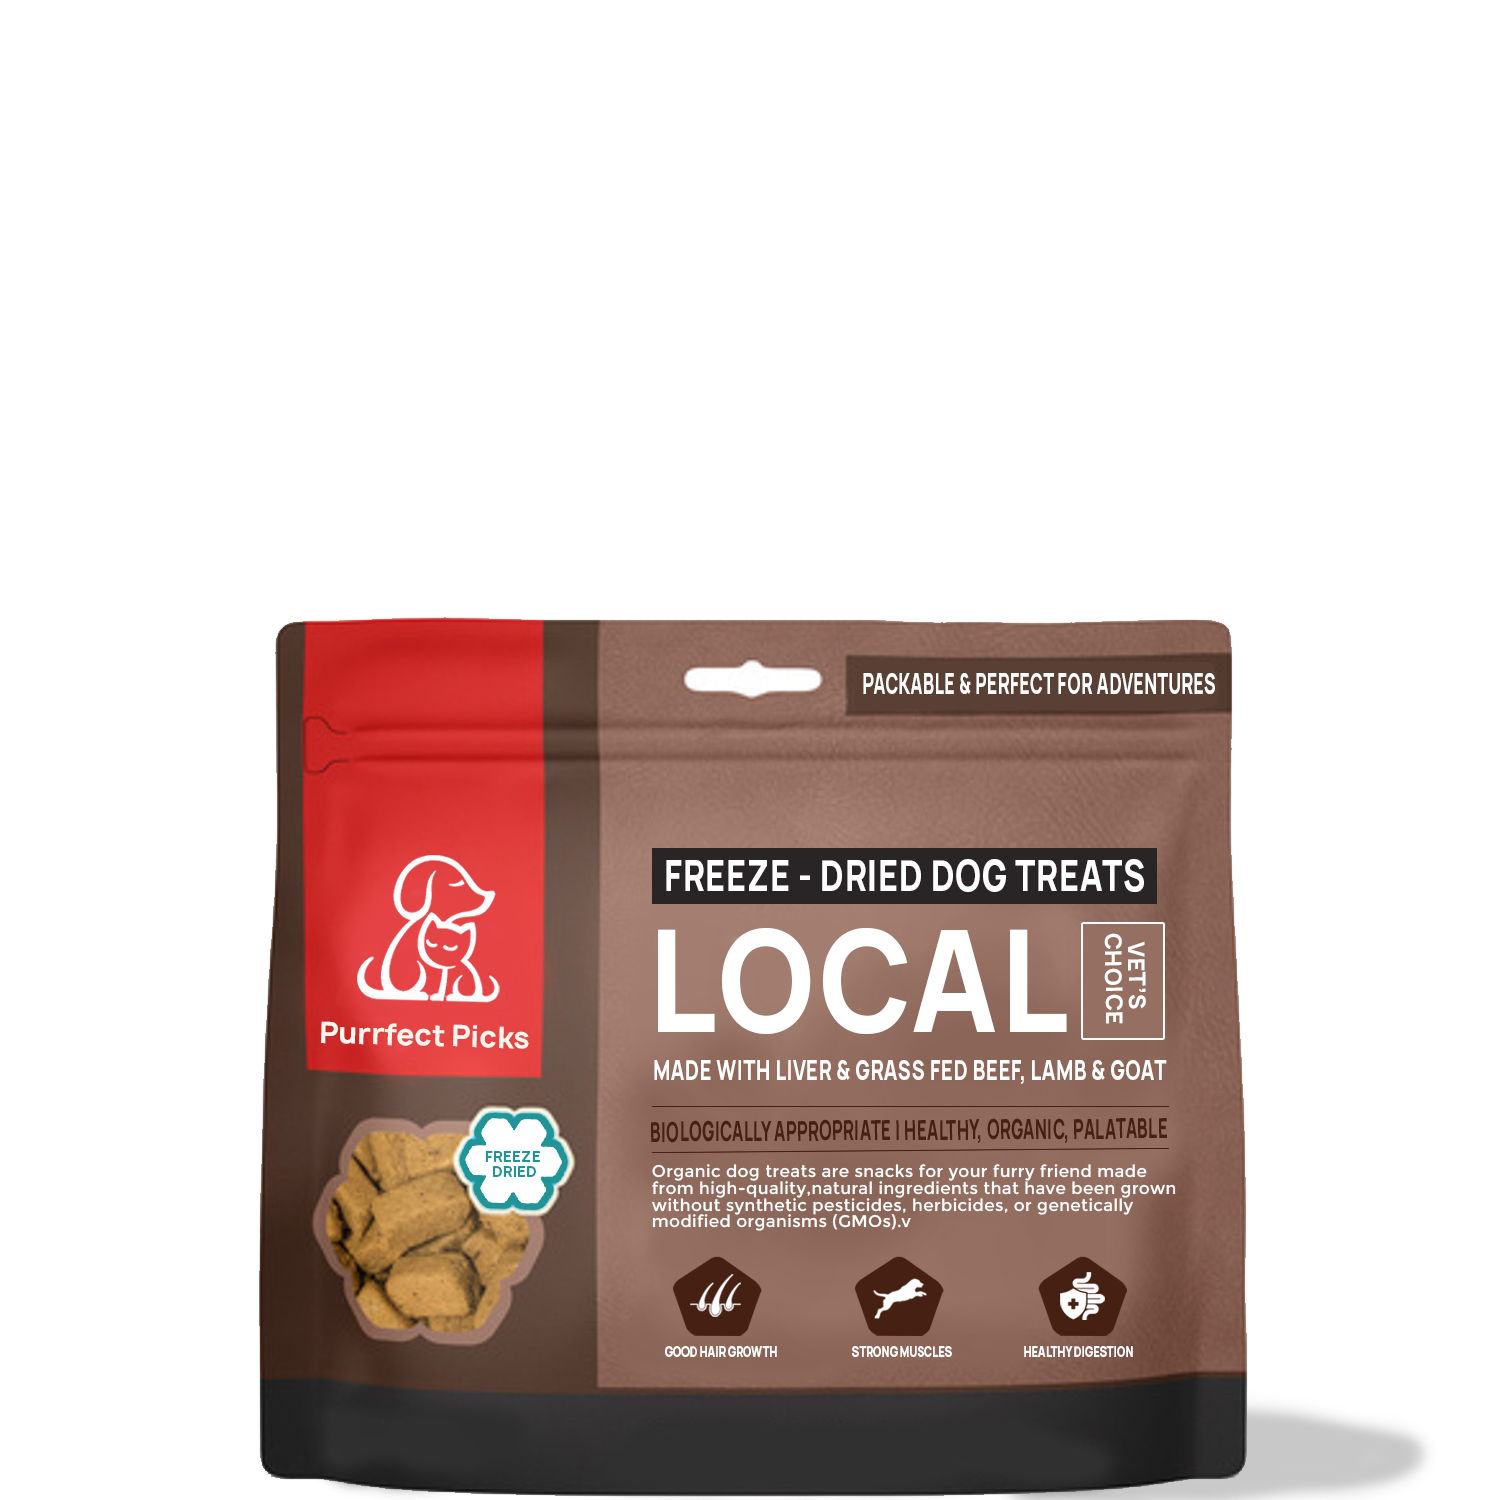 PACKABLE & PERFECT FOR ADVENTURES
Purrfect Picks
FREEZE
DRIED
FREEZE - DRIED DOG TREATS
LOCAL
VET'S
CHOICE
MADE WITH LIVER & GRASS FED BEEF, LAMB & GOAT
BIOLOGICALLY APPROPRIATE I HEALTHY, ORGANIC, PALATABLE
Organic dog treats are snacks for your furry friend made
from high-quality,natural ingredients that have been grown
without synthetic pesticides, herbicides, or genetically
modified organisms (GMOs).v
GOOD HAIR GROWTH
STRONG MUSCLES
HEALTHY DIGESTION